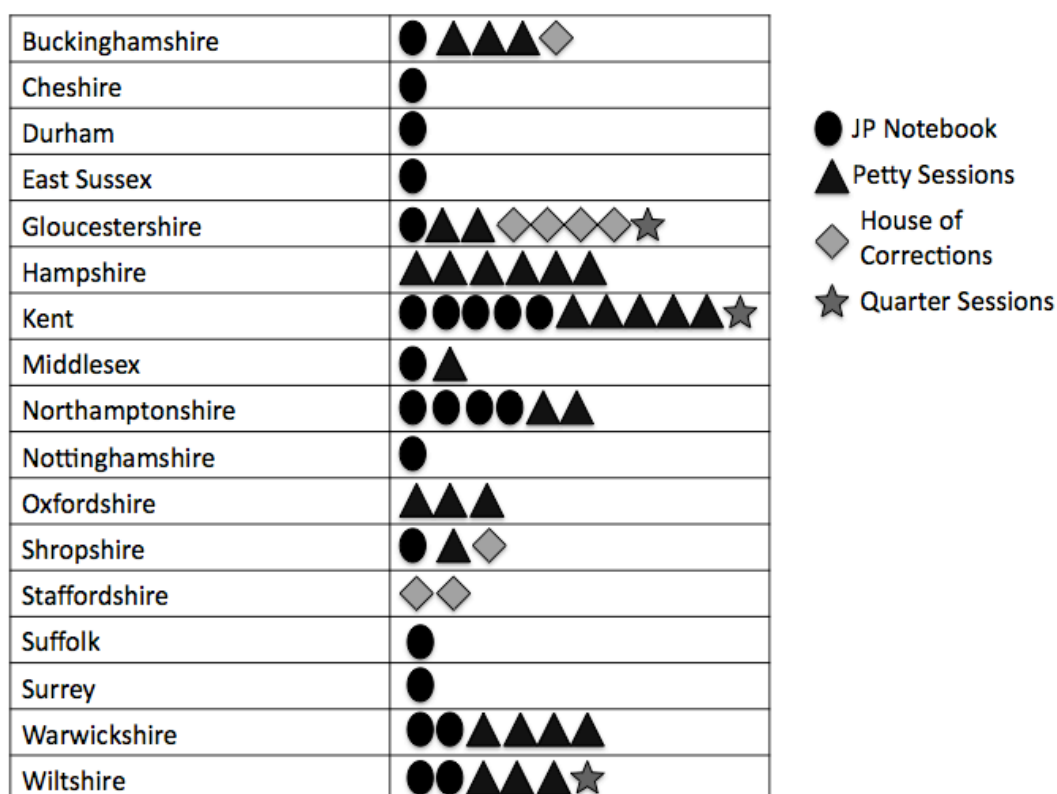 Buckinghamshire
Cheshire
Durham
East Sussex
Gloucestershire
Hampshire
Kent
Middlesex
Northamptonshire
Nottinghamshire
Oxfordshire
Shropshire
Staffordshire
Suffolk
Surrey
Warwickshire
Wiltshire
JP Notebook
Petty Sessions
House of
Corrections
Quarter Sessions